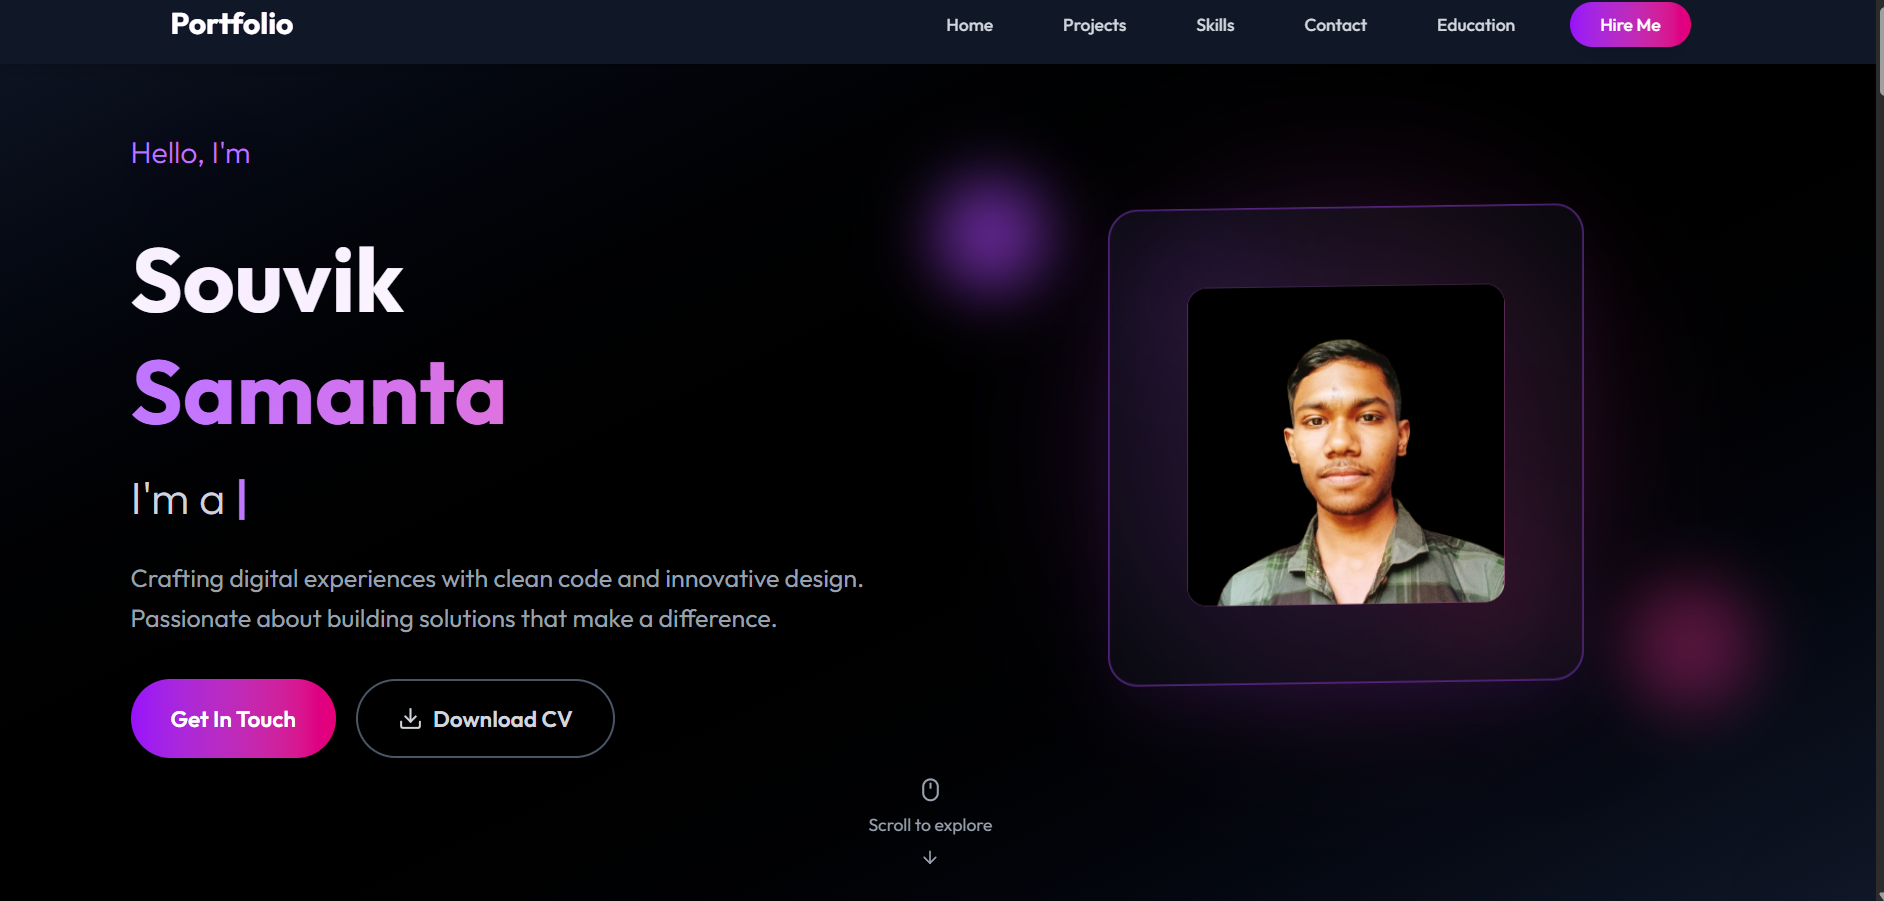 Portfolio
Home Projects Skills Contact Education Hire Me
Hello, I'm
Souvik
Samanta
I'm a
Crafting digital experiences with clean code and innovative design.
Passionate about building solutions that make a difference.
Get In Touch Download CV
Scroll to explore